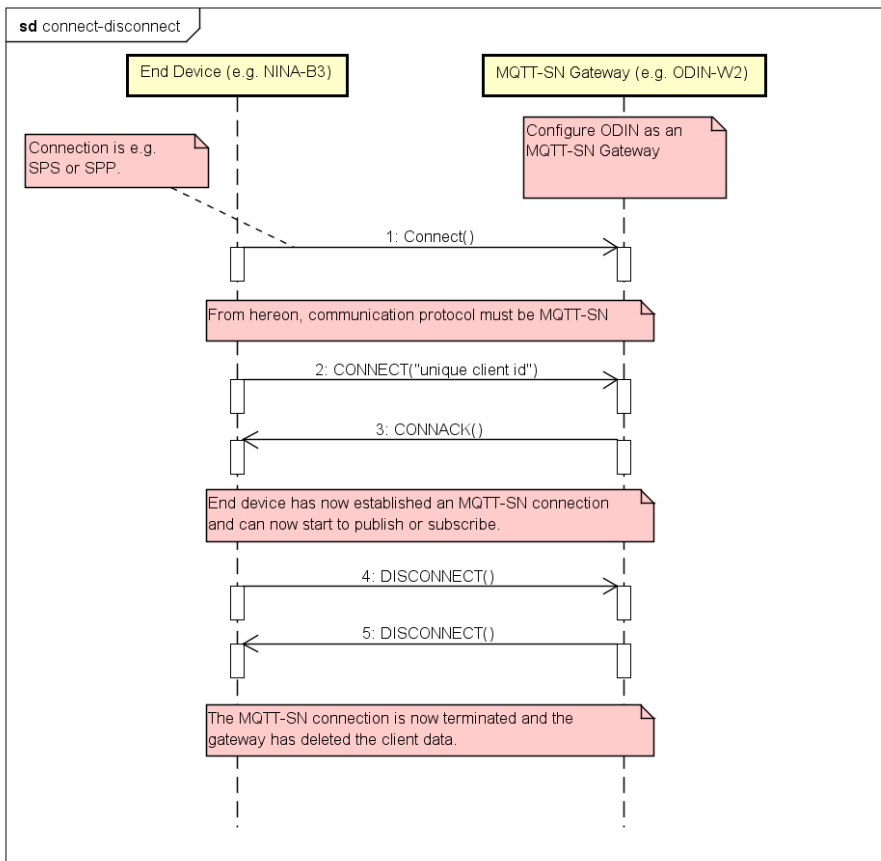 sd connect-disconnect
End Device (e.g. NINA-B3)
MQTT-SN Gateway (e.g. ODIN-W2)
Connection is e.g.
SPS or SPP.
Configure ODIN as an
MQTT-SN Gateway
1: Connect()
From hereon, communication protocol must be MQTT-SN
2: CONNECT("unique client id")
3: CONNACK()
End device has now established an MQTT-SN connection
and can now start to publish or subscribe.
4: DISCONNECT()
5: DISCONNECT()
The MQTT-SN connection is now terminated and the
gateway has deleted the client data.